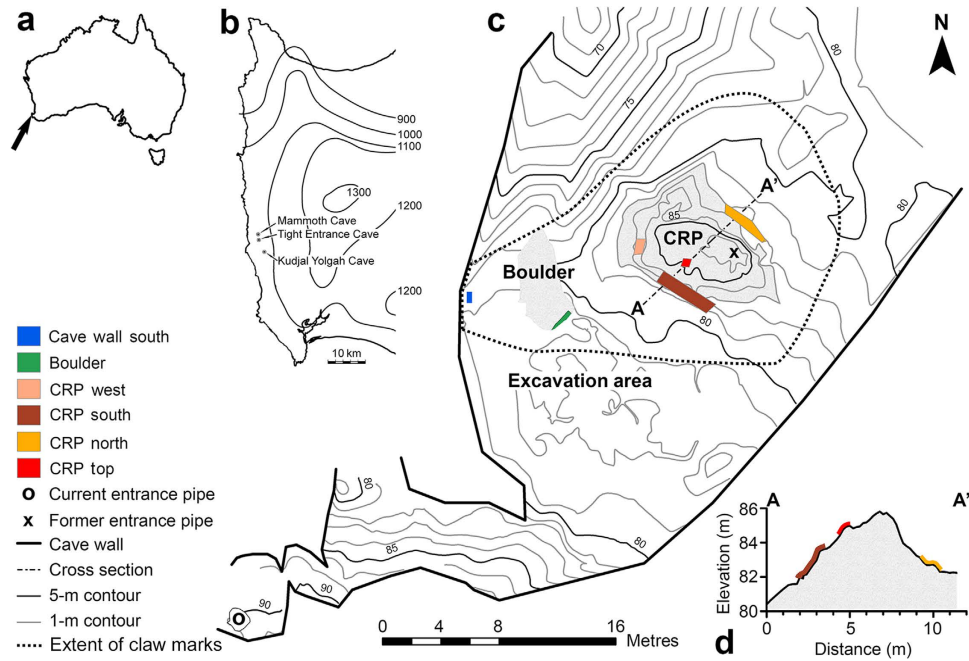 a
b
900
1000
1100
1300
1200
Mammoth Cave
Tight Entrance Cave
Kudjal Yolgah Cave
1200
10 km
c
N
70
75
80
80
A'
85
CRP
x
Boulder
A
80
Excavation area
80
85
80
90
90
O
0 4 8 12 16
Metres
Cave wall south
Boulder
CRP west
CRP south
CRP north
CRP top
O Current entrance pipe
x Former entrance pipe
Cave wall
Cross section
5-m contour
1-m contour
Extent of claw marks
A A'
86
84
82
80
Elevation (m)
0 5 10 12
Distance (m)
d